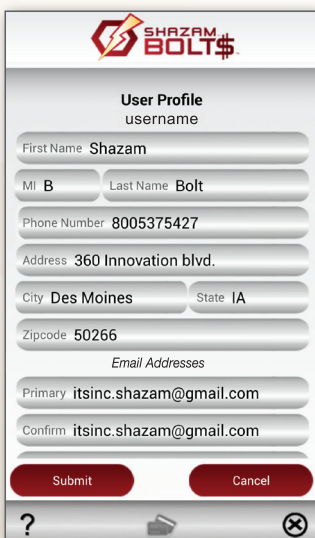 SHAZAM
BOLT$
User Profile
username
First Name Shazam
MI B Last Name Bolt
Phone Number 8005375427
Address 360 Innovation blvd.
City Des Moines State IA
Zipcode 50266
Email Addresses
Primary itsinc.shazam@gmail.com
Confirm itsinc.shazam@gmail.com
Submit Cancel
?